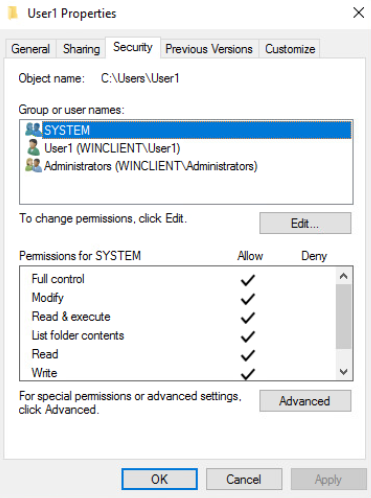 User1 Properties
General Sharing Security Previous Versions Customize
Object name: C:\Users\User1
Group or user names:
SYSTEM
User1 (WINCLIENT\User1)
Administrators (WINCLIENT\Administrators)
To change permissions, click Edit.
Edit...
Permissions for SYSTEM Allow Deny
Full control
Modify
Read & execute
List folder contents
Read
Write
For special permissions or advanced settings,
click Advanced.
Advanced
OK Cancel Apply